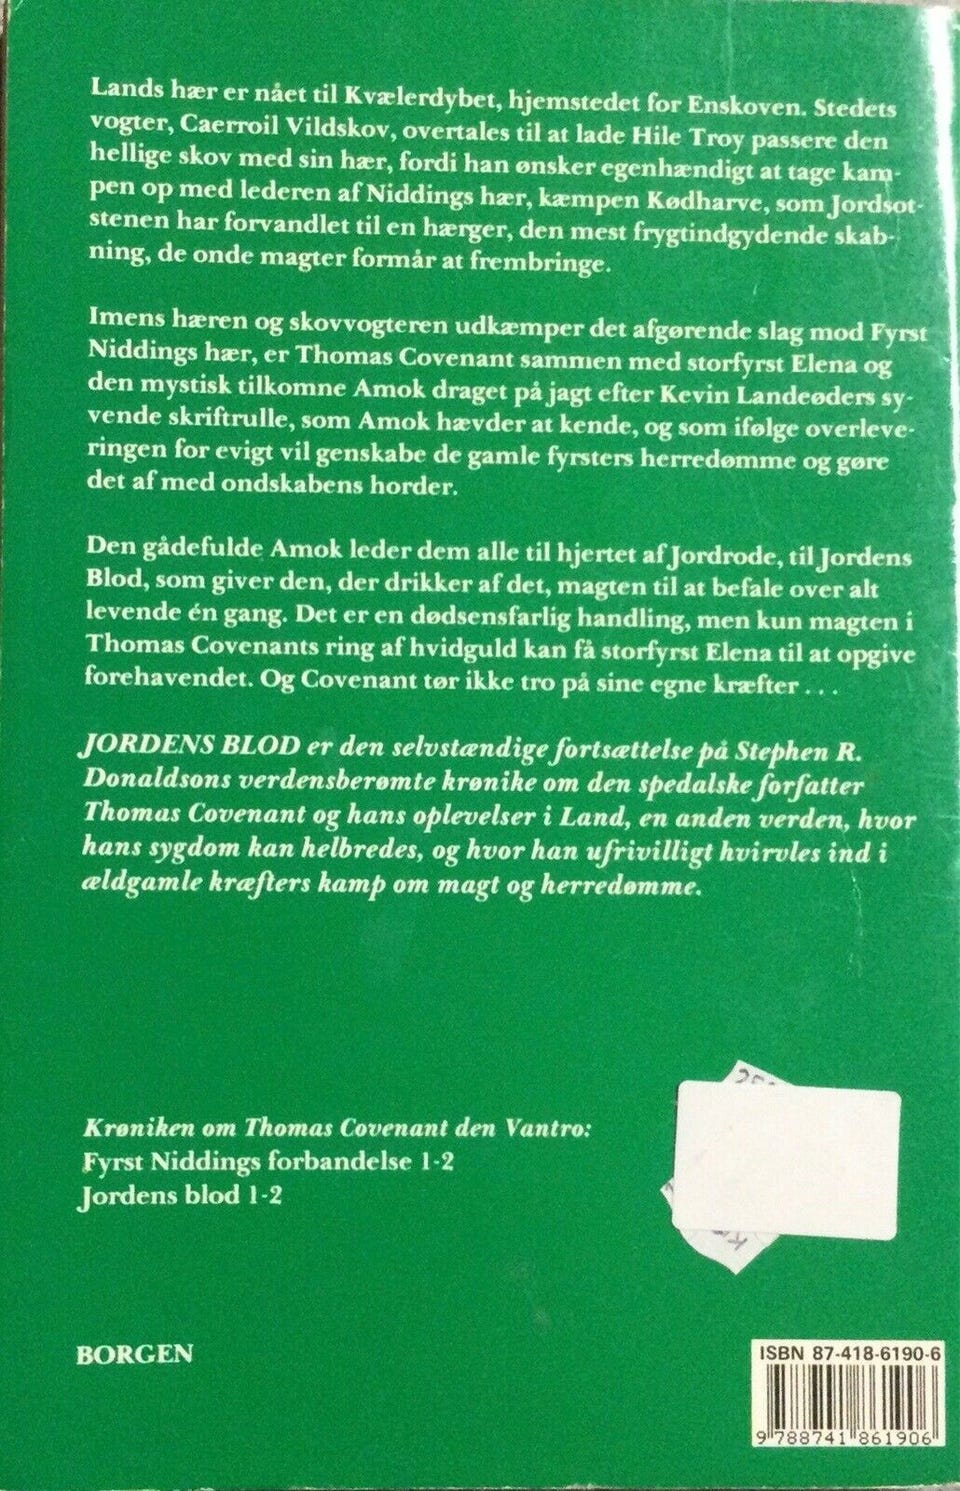 Lands hær er nået til Kvælerdybet, hjemstedet for Enskoven. Stedets
vogter, Caerroil Vildskov, overtales til at lade Hile Troy passere den
hellige skov med sin hær, fordi han ønsker egenhændigt at tage kam-
pen op med lederen af Niddings hær, kæmpen Kødharve, som Jordsot-
stenen har forvandlet til en hærger, den mest frygtindgydende skab-
ning, de onde magter formår at frembringe.
Imens hæren og skovvogteren udkæmper det afgørende slag mod Fyrst
Niddings hær, er Thomas Covenant sammen med storfyrst Elena og
den mystisk tilkomne Amok draget på jagt efter Kevin Landeøders sy-
vende skriftrulle, som Amok hævder at kende, og som ifølge overleve-
ringen for evigt vil genskabe de gamle fyrsters herredømme og gøre
det af med ondskabens horder.
Den gådefulde Amok leder dem alle til hjertet af Jordrode, til Jordens
Blod, som giver den, der drikker af det, magten til at befale over alt
levende én gang. Det er en dødsensfarlig handling, men kun magten i
Thomas Covenants ring af hvidguld kan få storfyrst Elena til at opgive
forehavendet. Og Covenant tør ikke tro på sine egne kræfter . . .
JORDENS BLOD er den selvstændige fortsættelse på Stephen R.
Donaldsons verdensberømte krønike om den spedalske forfatter
Thomas Covenant og hans oplevelser i Land, en anden verden, hvor
hans sygdom kan helbredes, og hvor han ufrivilligt hvirvles ind i
ældgamle kræfters kamp om magt og herredømme.
Krøniken om Thomas Covenant den Vantro:
Fyrst Niddings forbandelse 1-2
Jordens blod 1-2
BORGEN
ISBN 87-418-6190-6
9 788741 861906